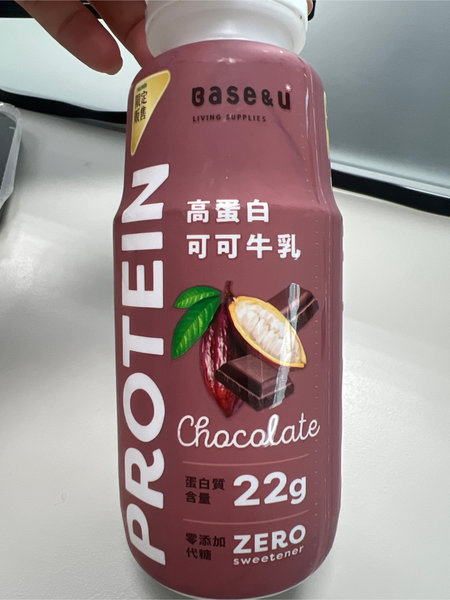 限定
販售
Base&u
LIVING SUPPLIES
PROTEIN
高蛋白
可可牛乳
Chocolate
蛋白質
含量
22g
零添加
代糖
ZERO
sweetener